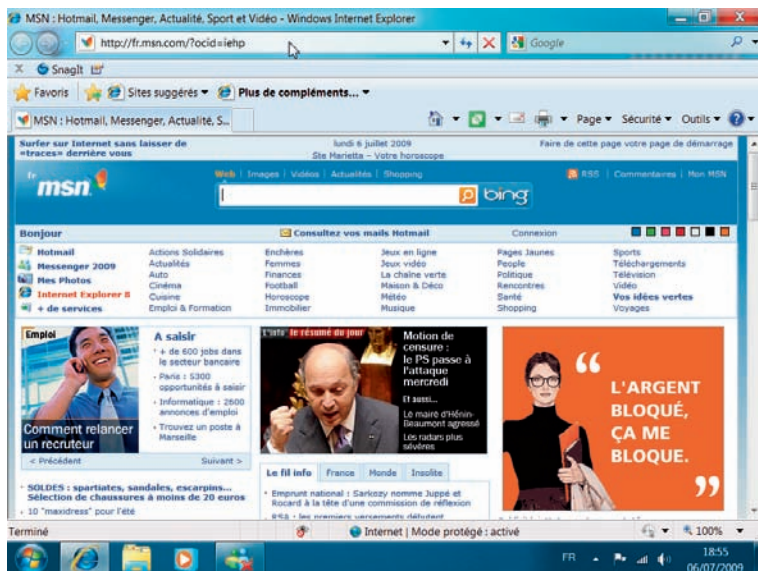 MSN : Hotmail, Messenger, Actualité, Sport et Vidéo - Windows Internet Explorer
http://fr.msn.com/?ocid=iehp
Google
x SnagIt
Favoris Sites suggérés Plus de compléments...
MSN : Hotmail, Messenger, Actualité, S...
Page Sécurité Outils
Surfer sur Internet sans laisser de «traces» derrière vous
lundi 6 juillet 2009
Ste Marietta - Votre horoscope
Faire de cette page votre page de démarrage
fr
msn
Web | Images | Vidéos | Actualités | Shopping
RSS | Commentaires | Mon MSN
bing
Bonjour
Consultez vos mails Hotmail
Connexion
Hotmail
Messenger 2009
Mes Photos
Internet Explorer 8
+ de services
Actions Solidaires
Actualités
Auto
Cinéma
Cuisine
Emploi & Formation
Enchères
Femmes
Finances
Football
Horoscope
Immobilier
Jeux en ligne
Jeux vidéo
La chaîne verte
Maison & Déco
Météo
Musique
Pages Jaunes
People
Politique
Rencontres
Santé
Shopping
Sports
Téléchargements
Télévision
Vidéo
Vos idées vertes
Voyages
Emploi
Comment relancer
un recruteur
A saisir
+ de 600 jobs dans
le secteur bancaire
Paris : 5300
opportunités à saisir
Informatique : 2600
annonces d'emploi
Trouvez un poste à
Marseille
< Précédent
Suivant >
L'info le résumé du jour
Motion de
censure :
le PS passe à
l'attaque
mercredi
Et aussi...
Le maire d'Hénin-
Beaumont agressé
Les radars plus
sévères
“
L'ARGENT
BLOQUÉ,
ÇA ME
BLOQUE.
”
SOLDES : spartiates, sandales, escarpins...
Sélection de chaussures à moins de 20 euros
10 "maxidress" pour l'été
Le fil info France Monde Insolite
Emprunt national : Sarkozy nomme Juppé et
Rocard à la tête d'une commission de réflexion
RSA : les premiers versements débutent
Terminé
Internet | Mode protégé : activé
100%
FR
18:55
06/07/2009